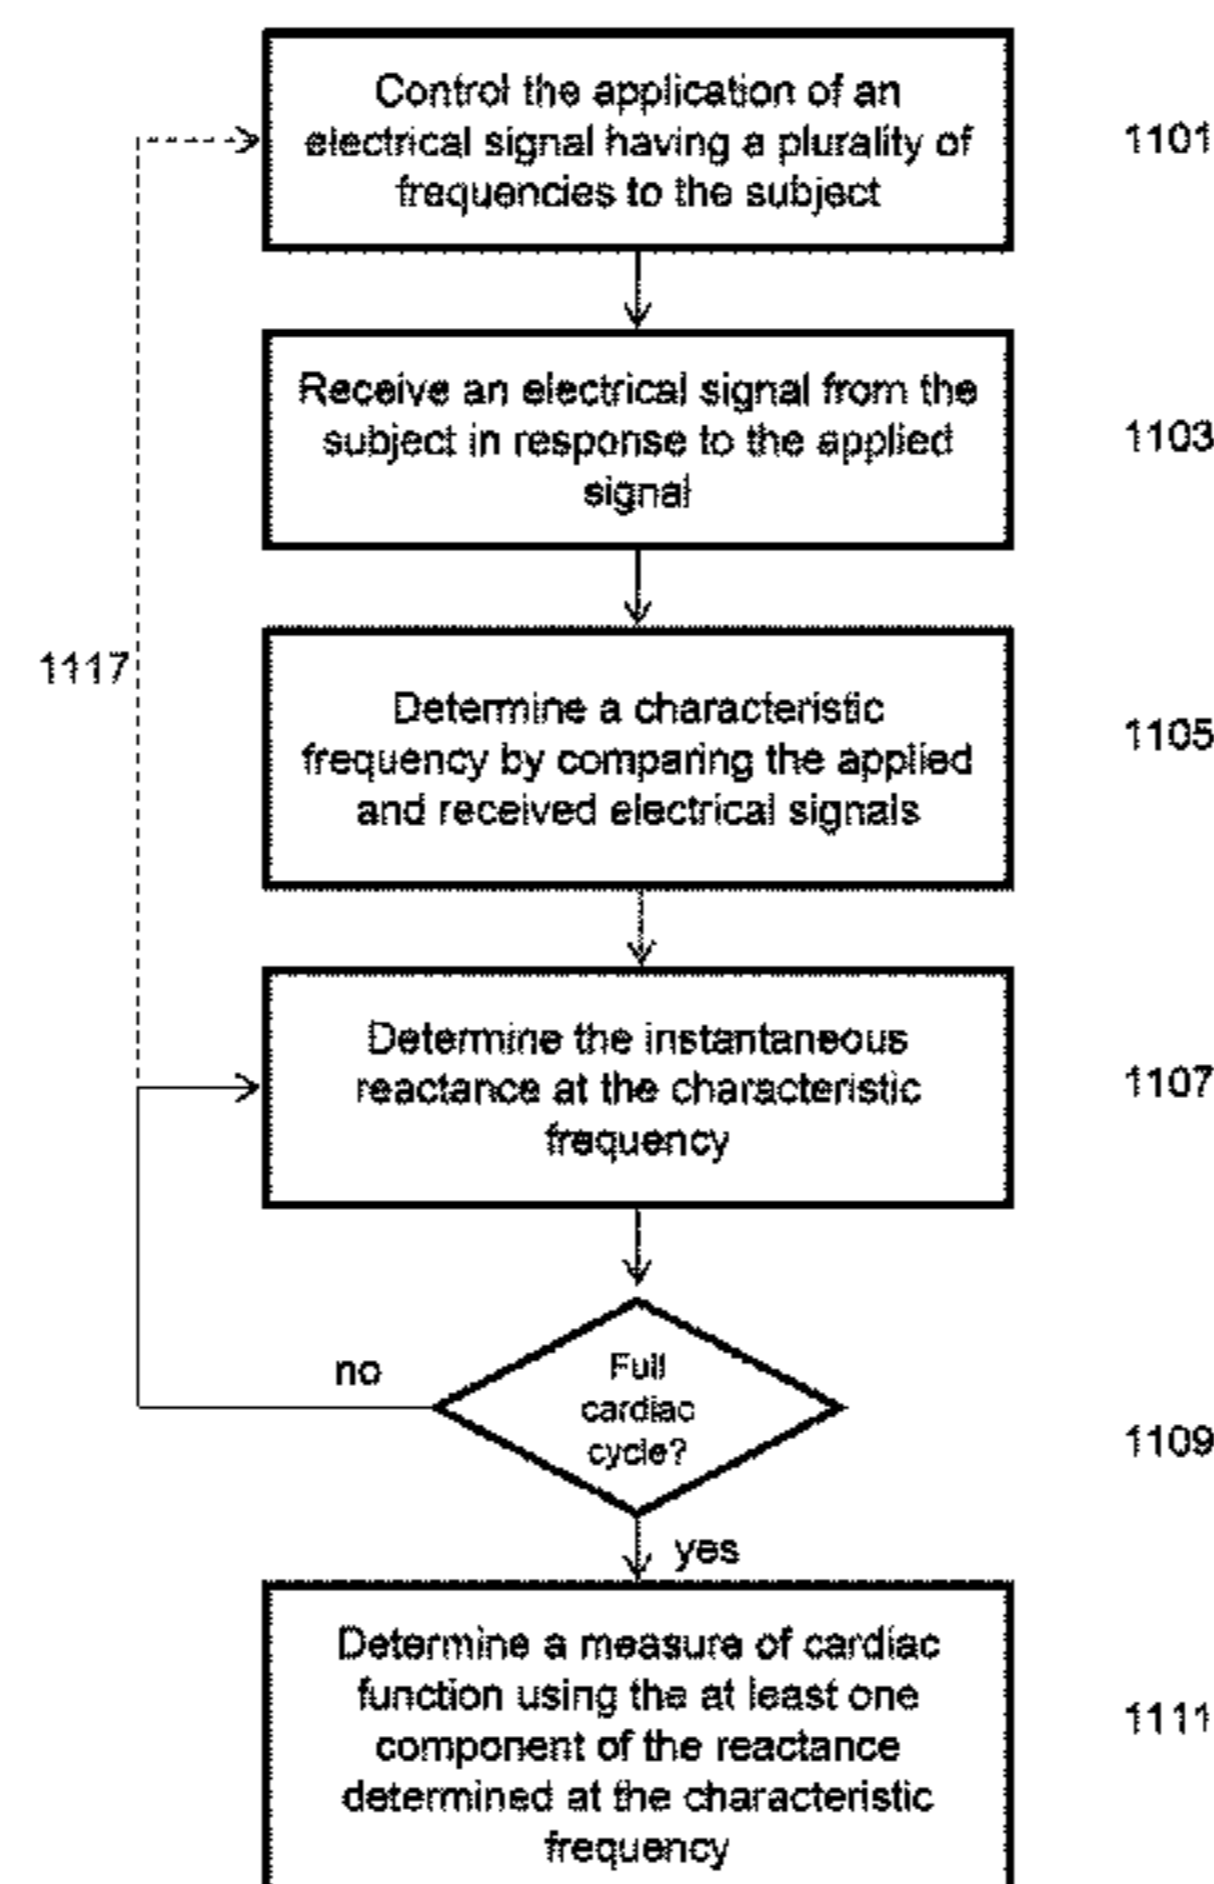 Control the application of an
electrical signal having a plurality of
frequencies to the subject
1101
Receive an electrical signal from the
subject in response to the applied
signal
1103
1117
Determine a characteristic
frequency by comparing the applied
and received electrical signals
1105
Determine the instantaneous
reactance at the characteristic
frequency
1107
no
Full
cardiac
cycle?
1109
yes
Determine a measure of cardiac
function using the at least one
component of the reactance
determined at the characteristic
frequency
1111